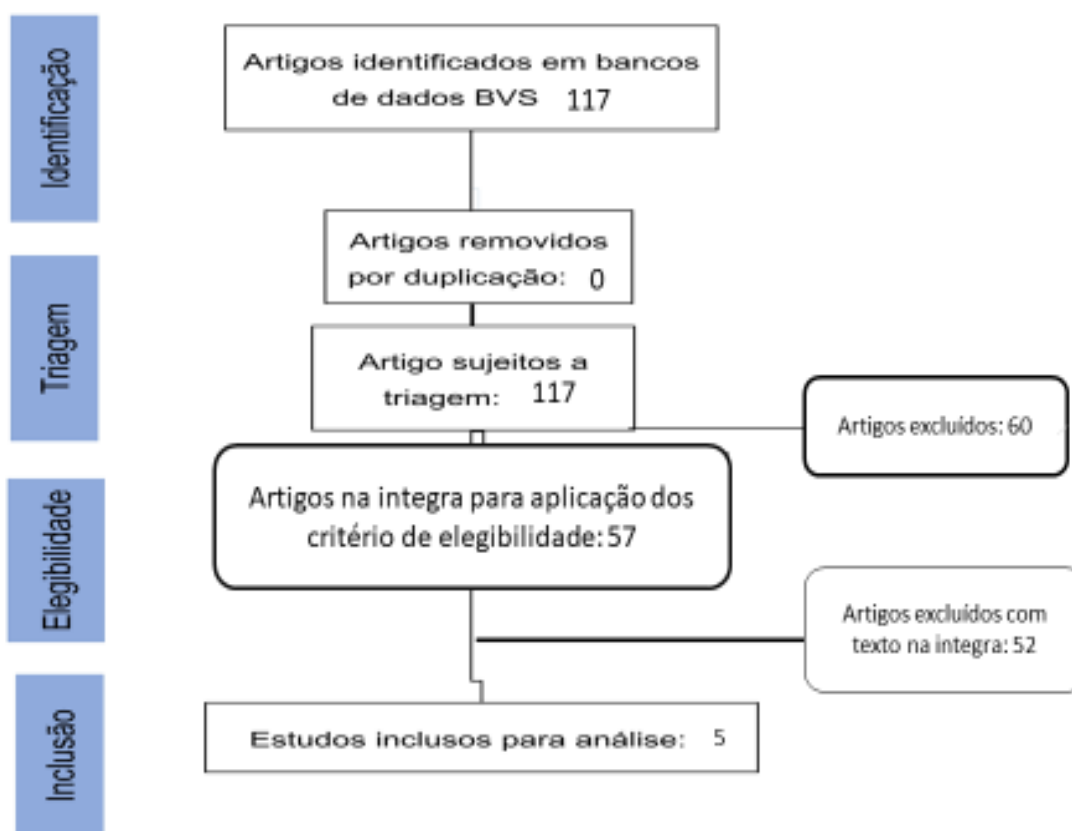 Identificação
Artigos identificados em bancos
de dados BVS 117
Artigos removidos
por duplicação: 0
Triagem
Artigo sujeitos a
triagem: 117
Artigos excluídos: 60
Elegibilidade
Artigos na integra para aplicação dos
critério de elegibilidade: 57
Artigos excluídos com
texto na integra: 52
Inclusão
Estudos inclusos para análise: 5